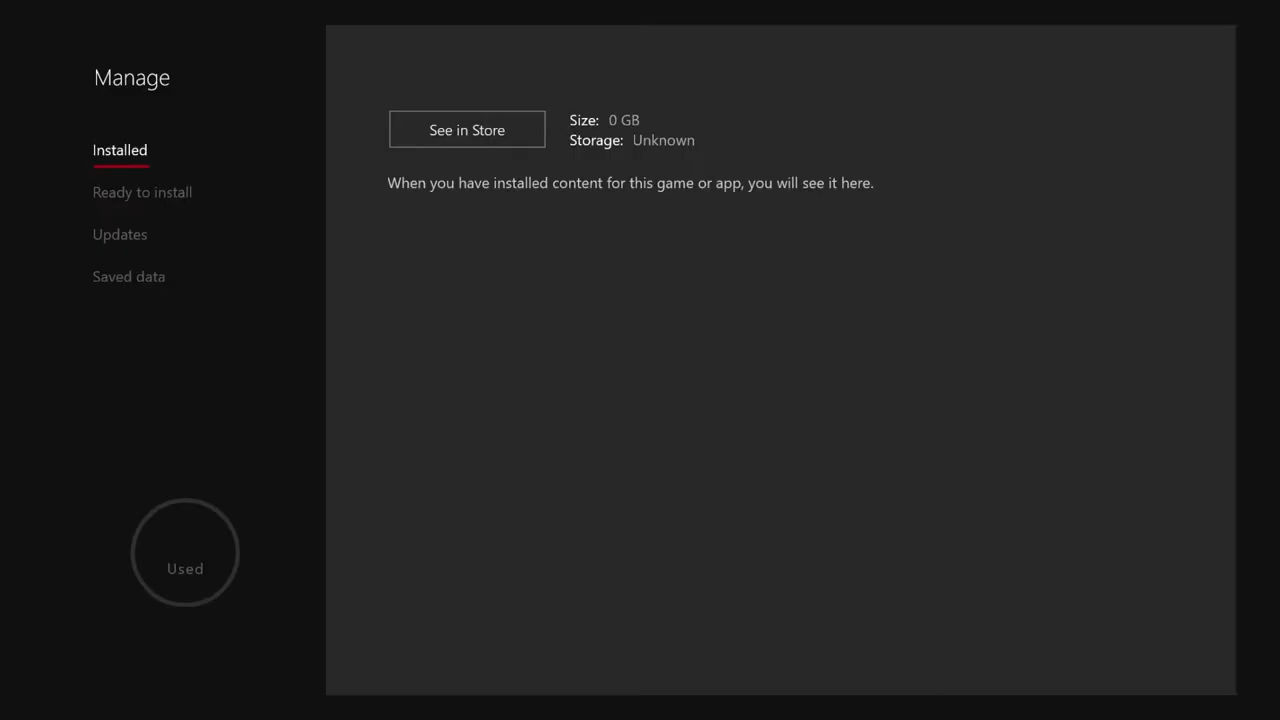 Manage
Installed
Ready to install
Updates
Saved data
Used
See in Store
Size: 0 GB
Storage: Unknown
When you have installed content for this game or app, you will see it here.